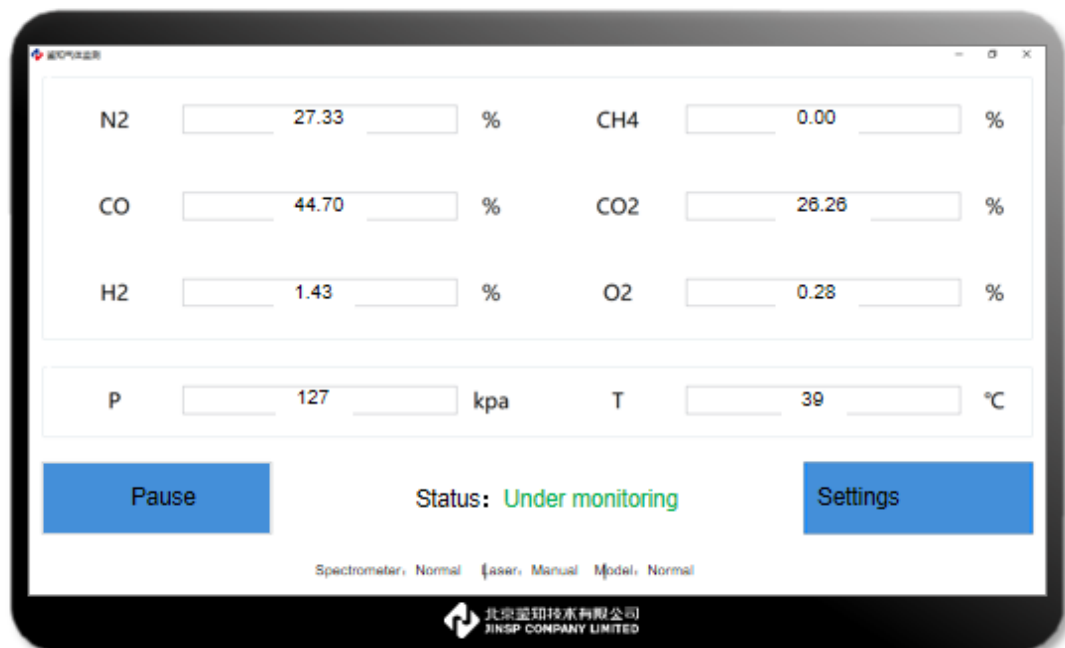 N2 27.33 % CH4 0.00 %
CO 44.70 % CO2 26.26 %
H2 1.43 % O2 0.28 %
P 127 kpa T 39 ℃
Pause Status：Under monitoring Settings
Spectrometer：Normal Laser：Manual Model：Normal
北京鉴知技术有限公司
JINSP COMPANY LIMITED